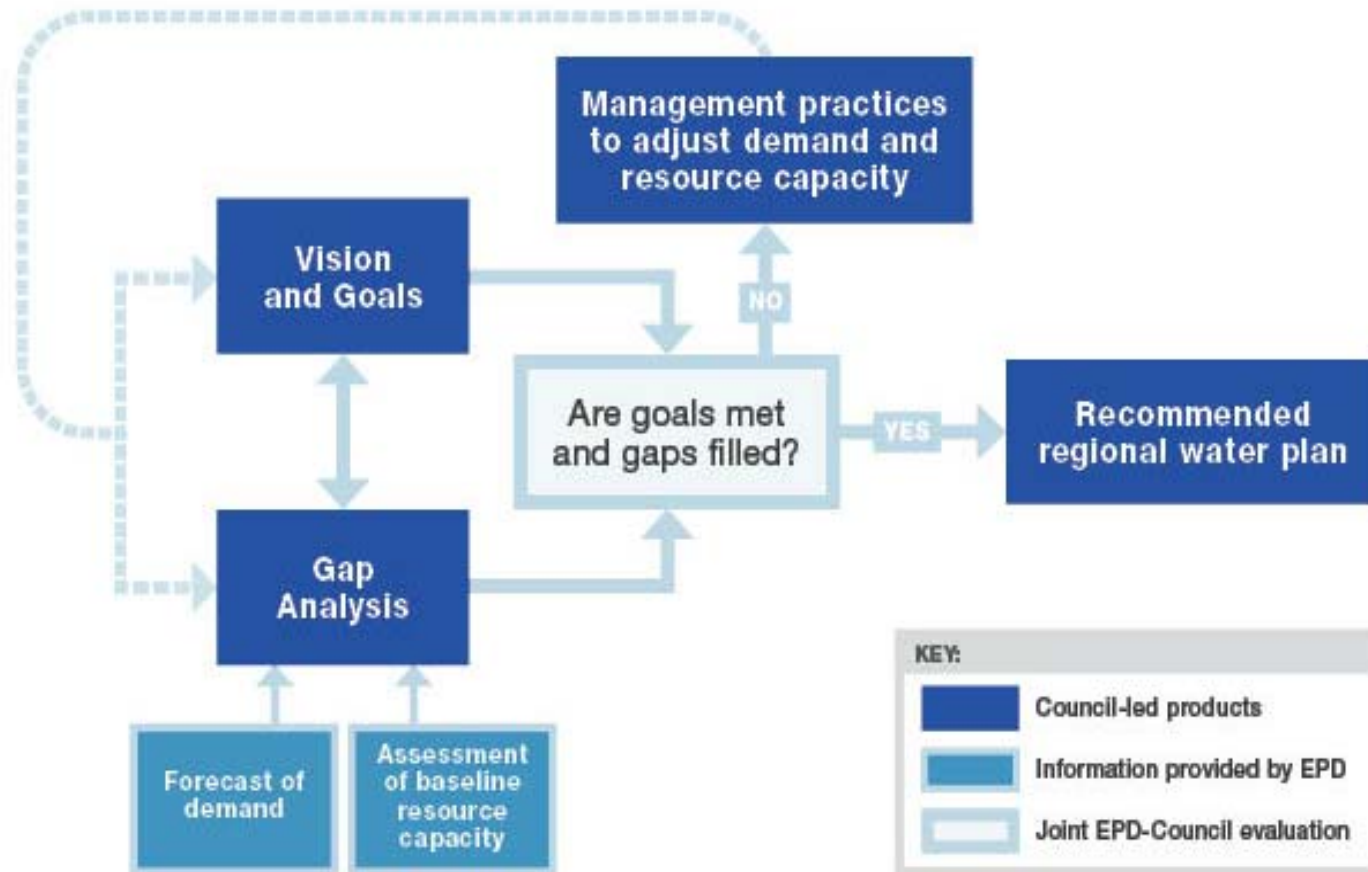 Management practices
to adjust demand and
resource capacity
Vision
and Goals
NO
Are goals met
and gaps filled?
YES
Recommended
regional water plan
Gap
Analysis
Forecast of
demand
Assessment
of baseline
resource
capacity
KEY:
Council-led products
Information provided by EPD
Joint EPD-Council evaluation